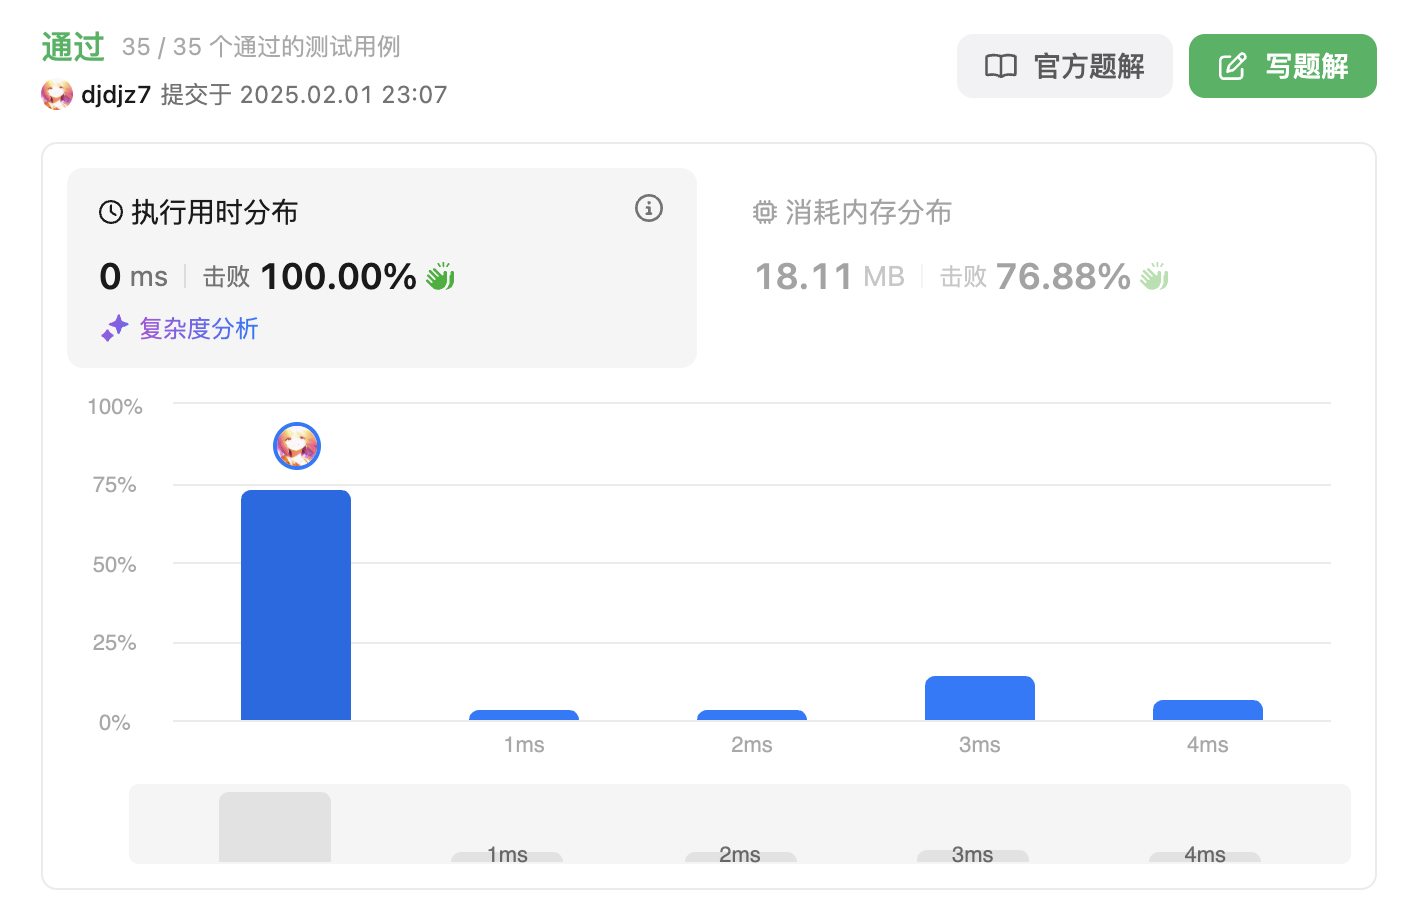 通过 35 / 35 个通过的测试用例
djdjz7 提交于 2025.02.01 23:07
官方题解
写题解
执行用时分布
0 ms 击败 100.00%
复杂度分析
消耗内存分布
18.11 MB 击败 76.88%
100%
75%
50%
25%
0%
1ms 2ms 3ms 4ms
1ms 2ms 3ms 4ms